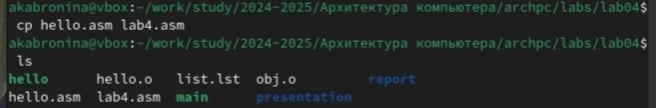 akabronina@vbox:~/work/study/2024-2025/Архитектура компьютера/archpc/labs/lab04$
cp hello.asm lab4.asm
akabronina@vbox:~/work/study/2024-2025/Архитектура компьютера/archpc/labs/lab04$
ls
hello hello.o list.lst obj.o report
hello.asm lab4.asm main presentation